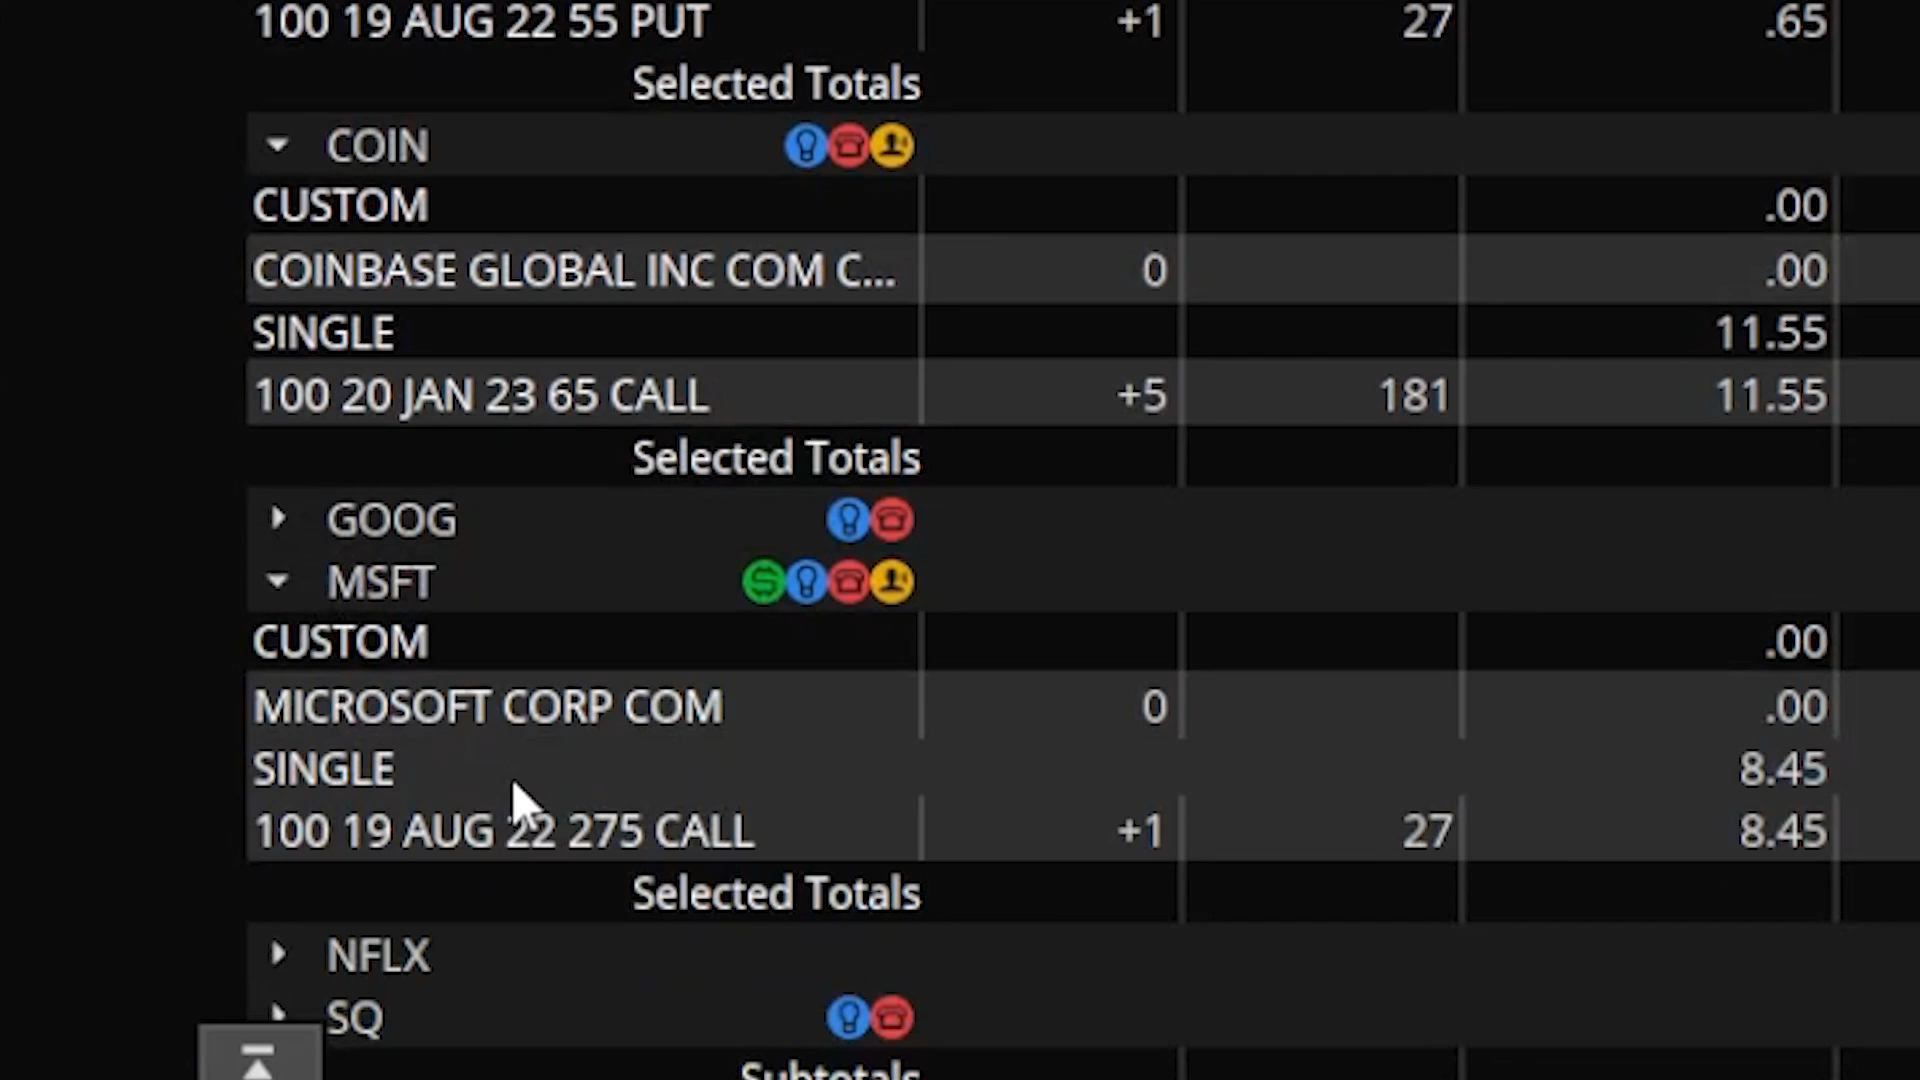 100 19 AUG 22 55 PUT +1 27 .65
Selected Totals
COIN
CUSTOM .00
COINBASE GLOBAL INC COM C... 0 .00
SINGLE 11.55
100 20 JAN 23 65 CALL +5 181 11.55
Selected Totals
GOOG
MSFT
CUSTOM .00
MICROSOFT CORP COM 0 .00
SINGLE 8.45
100 19 AUG 22 275 CALL +1 27 8.45
Selected Totals
NFLX
SQ
Subtotals